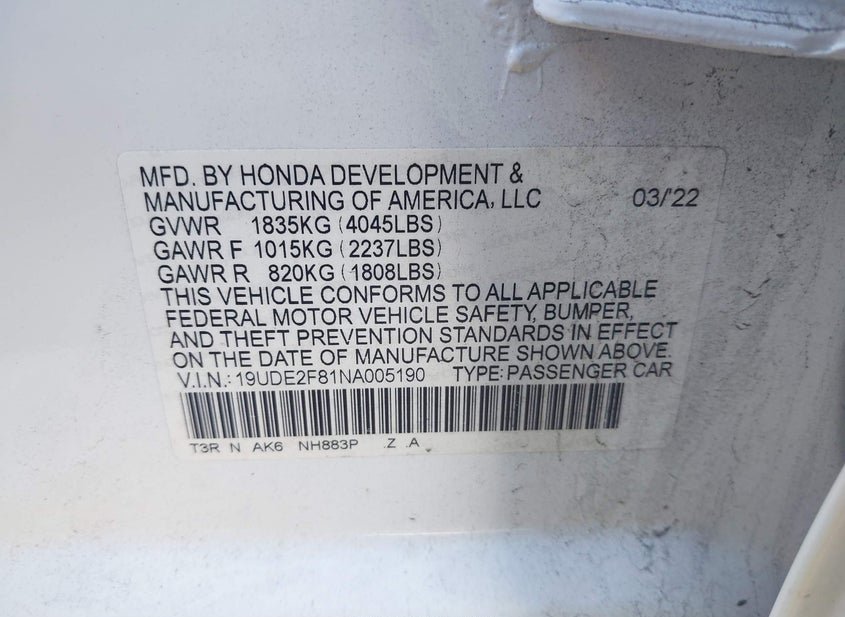 MFD. BY HONDA DEVELOPMENT &
MANUFACTURING OF AMERICA, LLC 03/'22
GVWR 1835KG (4045LBS)
GAWR F 1015KG (2237LBS)
GAWR R 820KG (1808LBS)
THIS VEHICLE CONFORMS TO ALL APPLICABLE
FEDERAL MOTOR VEHICLE SAFETY, BUMPER,
AND THEFT PREVENTION STANDARDS IN EFFECT
ON THE DATE OF MANUFACTURE SHOWN ABOVE.
V.I.N.: 19UDE2F81NA005190 TYPE: PASSENGER CAR
T3R N AK6 NH883P .Z .A